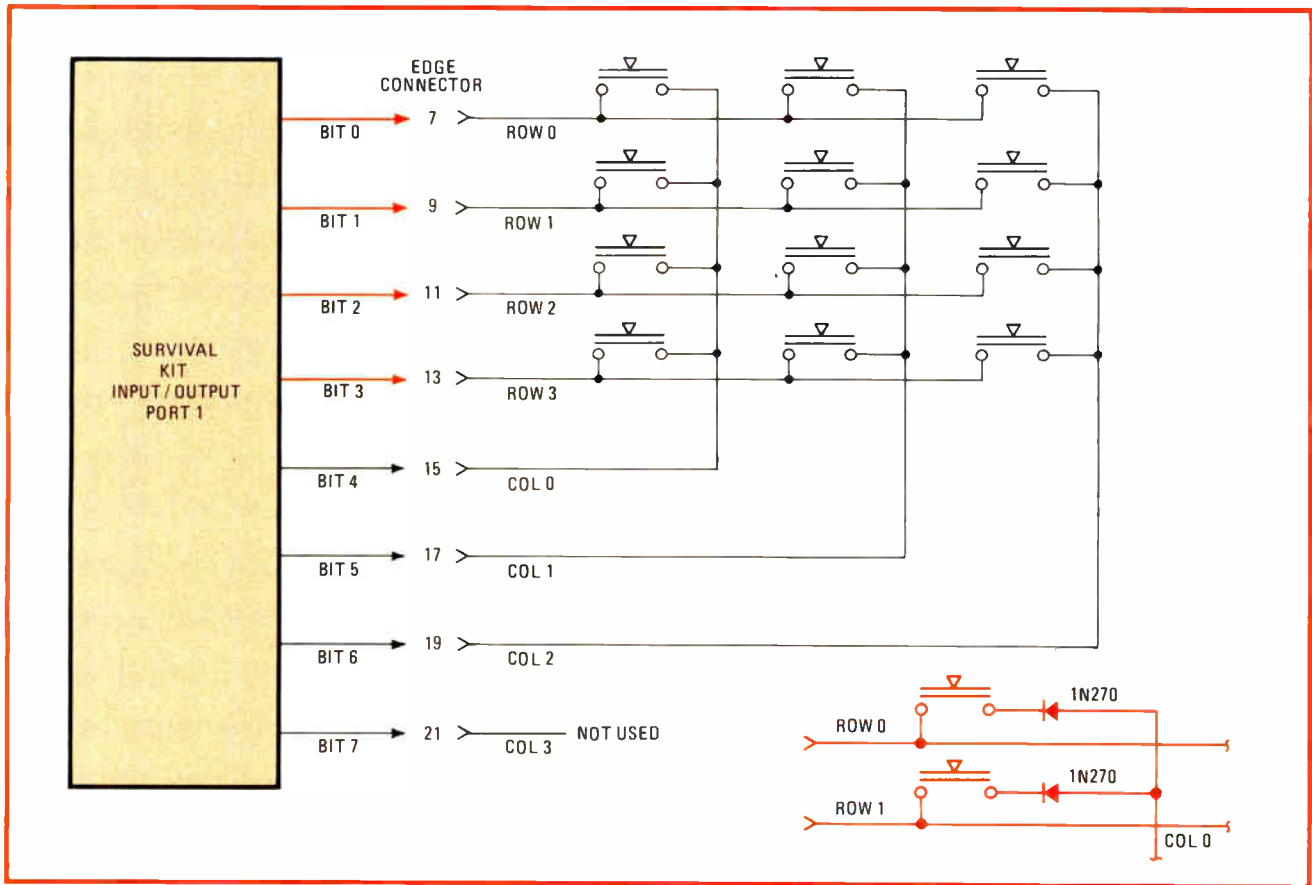 EDGE
CONNECTOR
SURVIVAL
KIT
INPUT/OUTPUT
PORT 1
BIT 0
7
ROW 0
BIT 1
9
ROW 1
BIT 2
11
ROW 2
BIT 3
13
ROW 3
BIT 4
15
COL 0
BIT 5
17
COL 1
BIT 6
19
COL 2
BIT 7
21
COL 3
NOT USED
1N270
ROW 0
1N270
ROW 1
COL 0